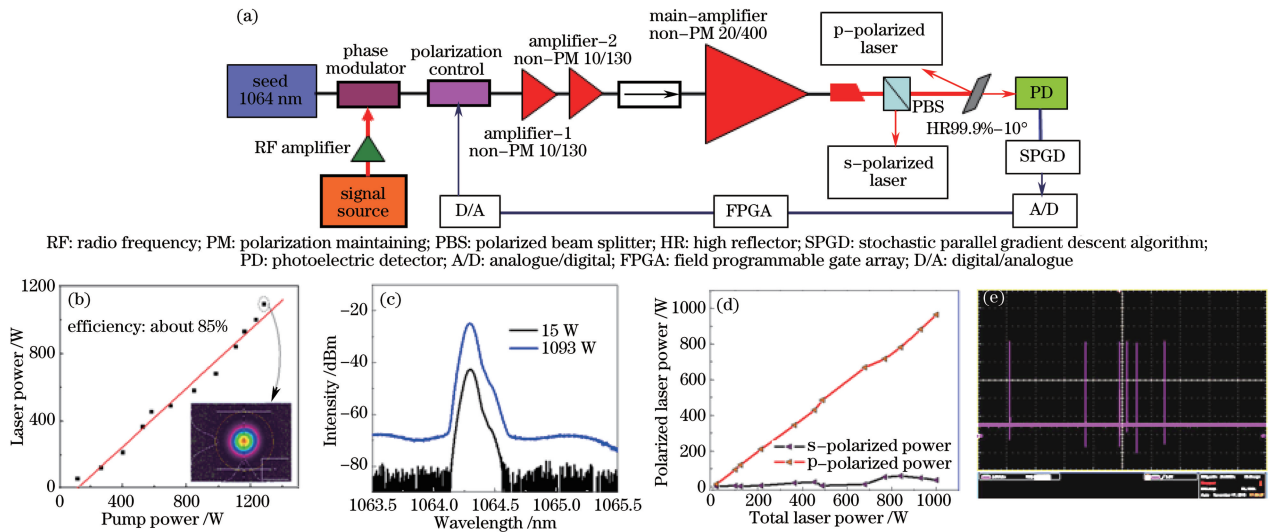 (a)
main-amplifier
non-PM 20/400
p-polarized
laser
amplifier-2
non-PM 10/130
phase
modulator
polarization
control
seed
1064 nm
PBS
PD
HR99.9%-10°
amplifier-1
non-PM 10/130
RF amplifier
s-polarized
laser
SPGD
signal
source
D/A
FPGA
A/D
RF: radio frequency; PM: polarization maintaining; PBS: polarized beam splitter; HR: high reflector; SPGD: stochastic parallel gradient descent algorithm;
PD: photoelectric detector; A/D: analogue/digital; FPGA: field programmable gate array; D/A: digital/analogue
(b)
efficiency: about 85%
Laser power /W
1200
800
400
0
0
400
800
1200
Pump power /W
(c)
15 W
1093 W
Intensity /dBm
-20
-40
-60
-80
1063.5
1064.0
1064.5
1065.0
1065.5
Wavelength /nm
(d)
Polarized laser power /W
1000
800
600
400
200
0
s-polarized power
p-polarized power
0
200
400
600
800
1000
Total laser power /W
(e)